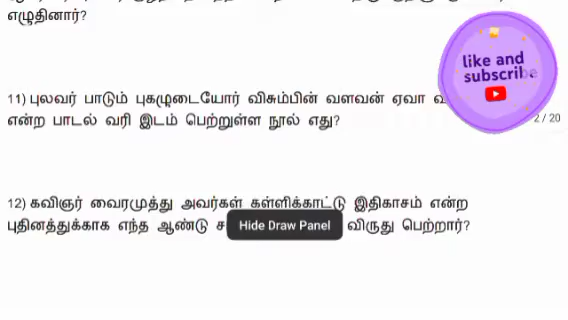 எழுதினார்?
like and
subscribe
11) புலவர் பாடும் புகழுடையோர் விசும்பின் வளவன் ஏவா
என்ற பாடல் வரி இடம் பெற்றுள்ள நூல் எது?
2 / 20
12) கவிஞர் வைரமுத்து அவர்கள் கள்ளிக்காட்டு இதிகாசம் என்ற
புதினத்துக்காக எந்த ஆண்டு
Hide Draw Panel
விருது பெற்றார்?